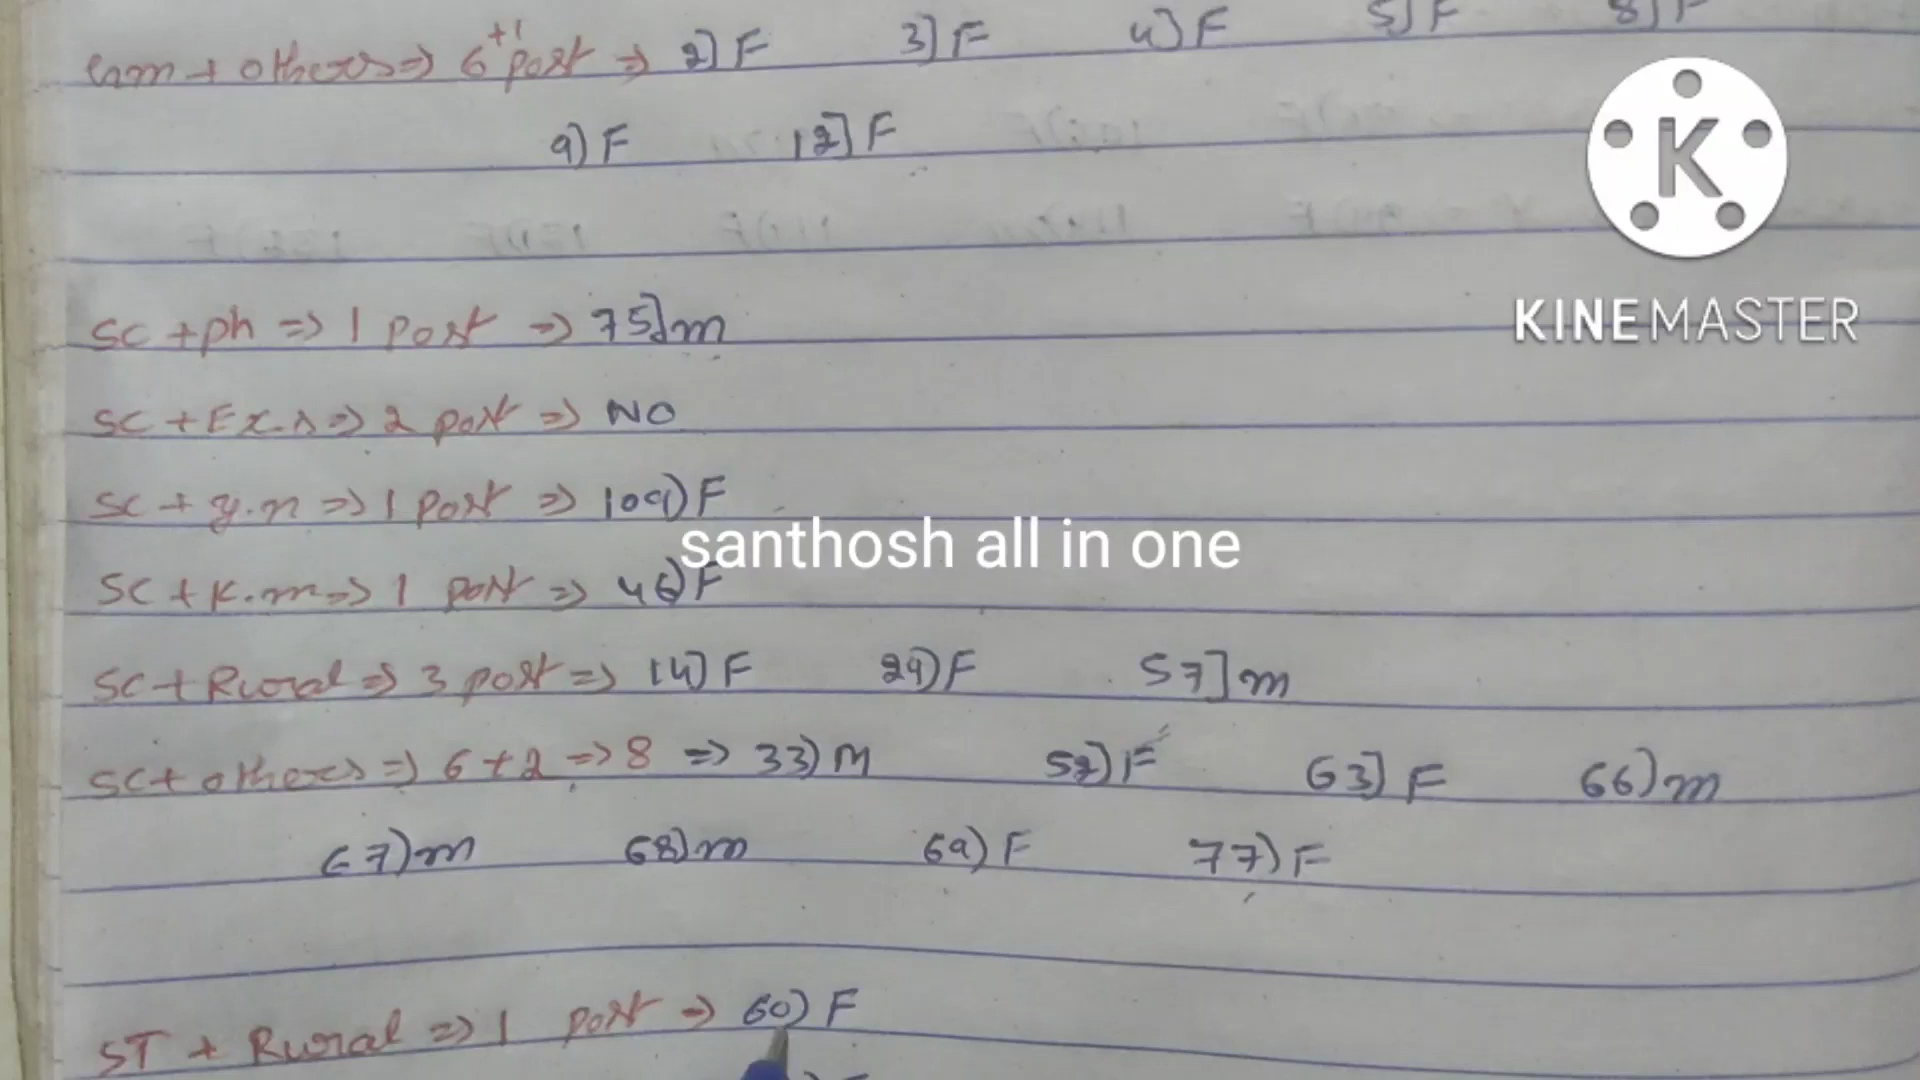 Gm + others => 6+1 post => 2] F 3] F 4] F 5] F 8] F
9) F 12] F
SC + ph => 1 post => 75] m
SC + Ex.s => 2 post => NO
SC + y.n => 1 post => 109) F
SC + K.m => 1 post => 46) F
SC + Rural => 3 post => 14] F 29) F 57] m
SC + others => 6 + 2 => 8 => 33) M 52) F 63] F 66) m
67) m 68) m 69) F 77) F
ST + Rural => 1 post => 60) F
K
KINEMASTER
santhosh all in one